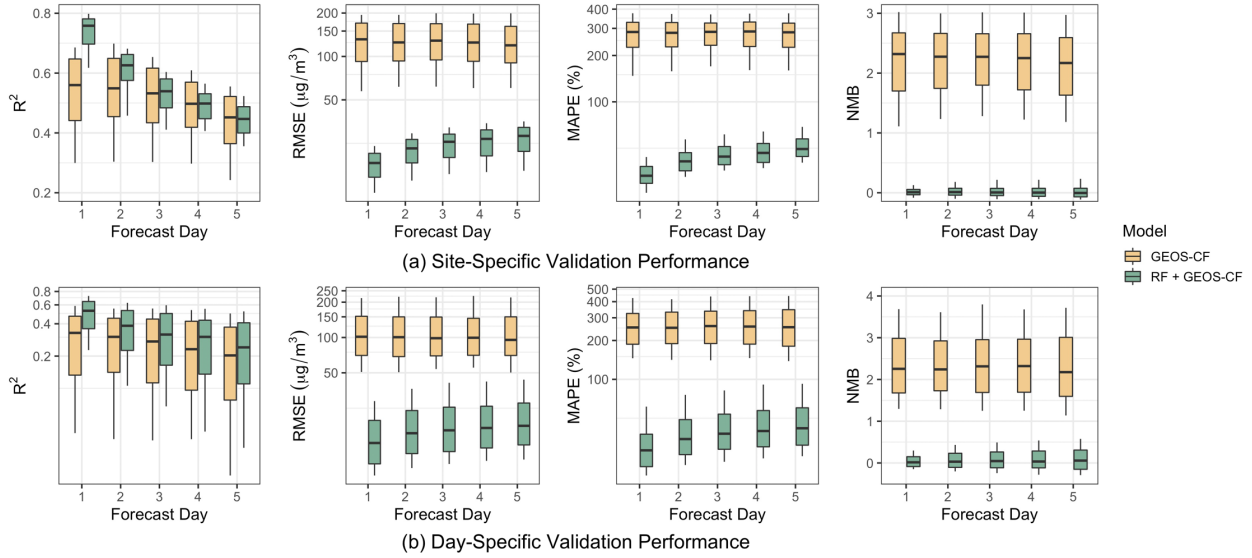 0.8
0.6
0.4
0.2
R²
1 2 3 4 5
Forecast Day
200
150
100
50
RMSE (μg/m³)
1 2 3 4 5
Forecast Day
400
300
200
100
MAPE (%)
1 2 3 4 5
Forecast Day
3
2
1
0
NMB
1 2 3 4 5
Forecast Day
(a) Site-Specific Validation Performance
Model
GEOS-CF
RF + GEOS-CF
0.8
0.6
0.4
0.2
R²
1 2 3 4 5
Forecast Day
250
200
150
100
50
RMSE (μg/m³)
1 2 3 4 5
Forecast Day
500
400
300
200
100
MAPE (%)
1 2 3 4 5
Forecast Day
4
3
2
1
0
NMB
1 2 3 4 5
Forecast Day
(b) Day-Specific Validation Performance